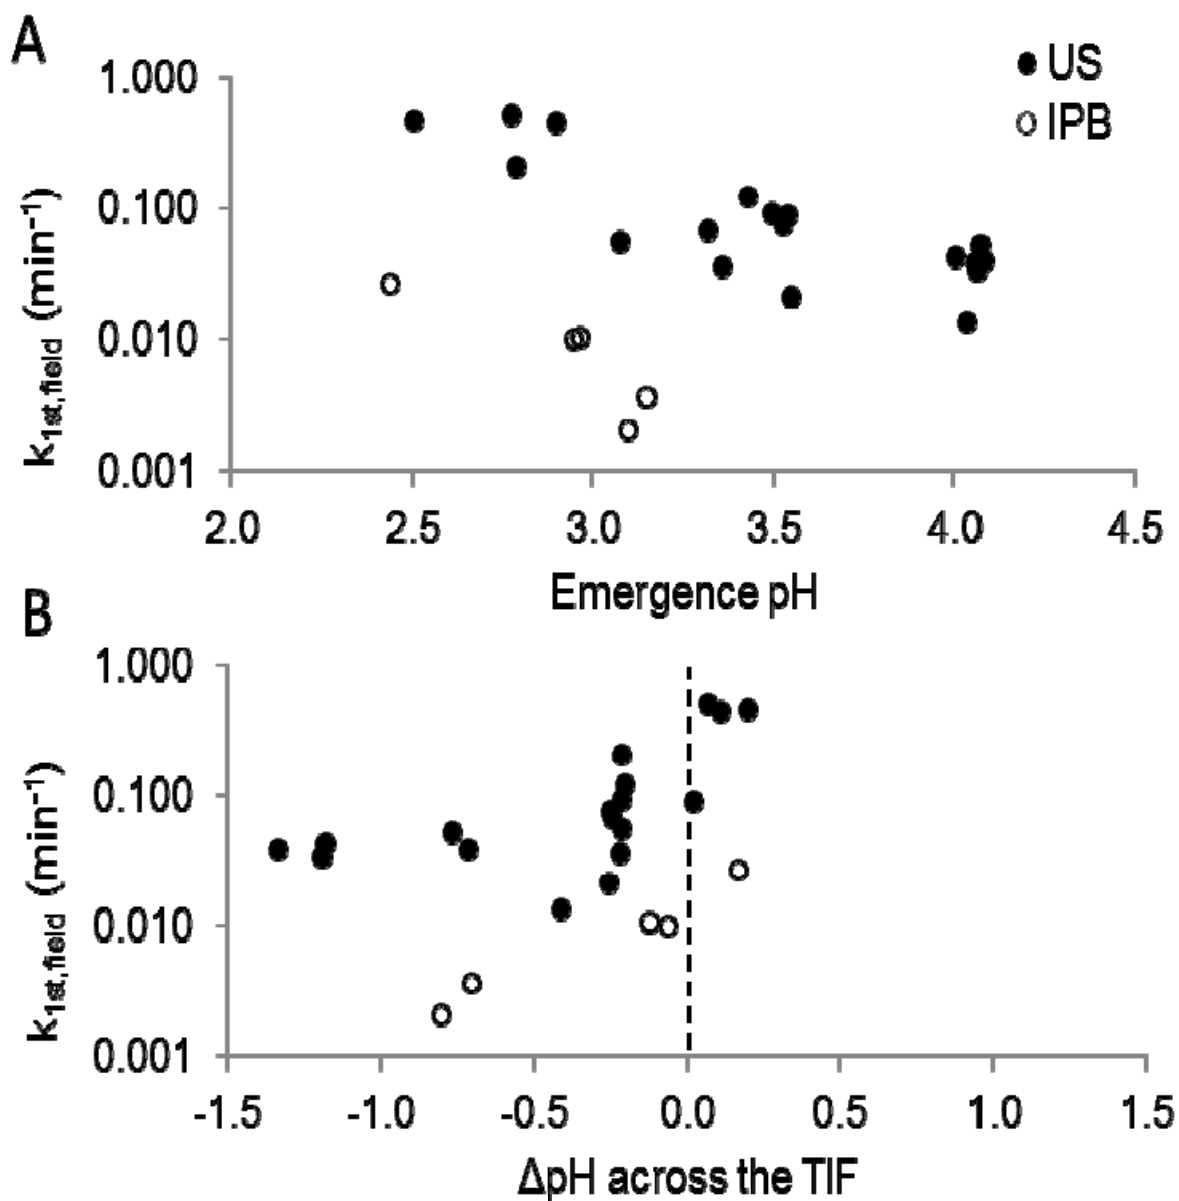 A
US
IPB
1.000
0.100
0.010
0.001
k1st,field (min⁻¹)
2.0 2.5 3.0 3.5 4.0 4.5
Emergence pH
B
1.000
0.100
0.010
0.001
k1st,field (min⁻¹)
-1.5 -1.0 -0.5 0.0 0.5 1.0 1.5
ΔpH across the TIF